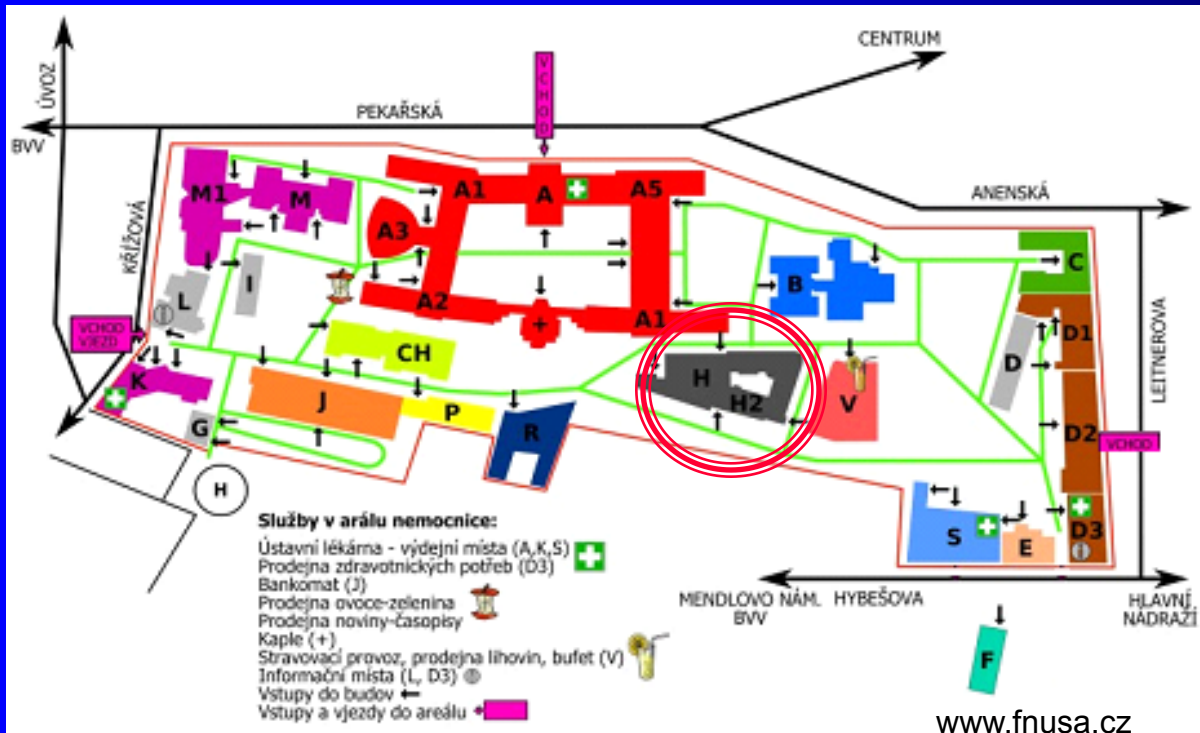 CENTRUM
ÚVOZ
VCHOD
PEKAŘSKÁ
BVV
M1
M
A1
A
A5
ANENSKÁ
A3
KŘÍŽOVÁ
C
I
B
L
A2
A1
VCHOD
VJEZD
CH
D1
D
LEITNEROVA
K
H
H2
V
J
P
G
R
D2
VCHOD
H
S
E
D3
Služby v arálu nemocnice:
Ústavní lékárna - výdejní místa (A,K,S)
Prodejna zdravotnických potřeb (D3)
Bankomat (J)
Prodejna ovoce-zelenina
Prodejna noviny-časopisy
Kaple (+)
Stravovací provoz, prodejna lihovin, bufet (V)
Informační místa (L, D3)
Vstupy do budov
Vstupy a vjezdy do areálu
MENDLOVO NÁM.
BVV
HYBEŠOVA
HLAVNÍ
NÁDRAŽÍ
F
www.fnusa.cz